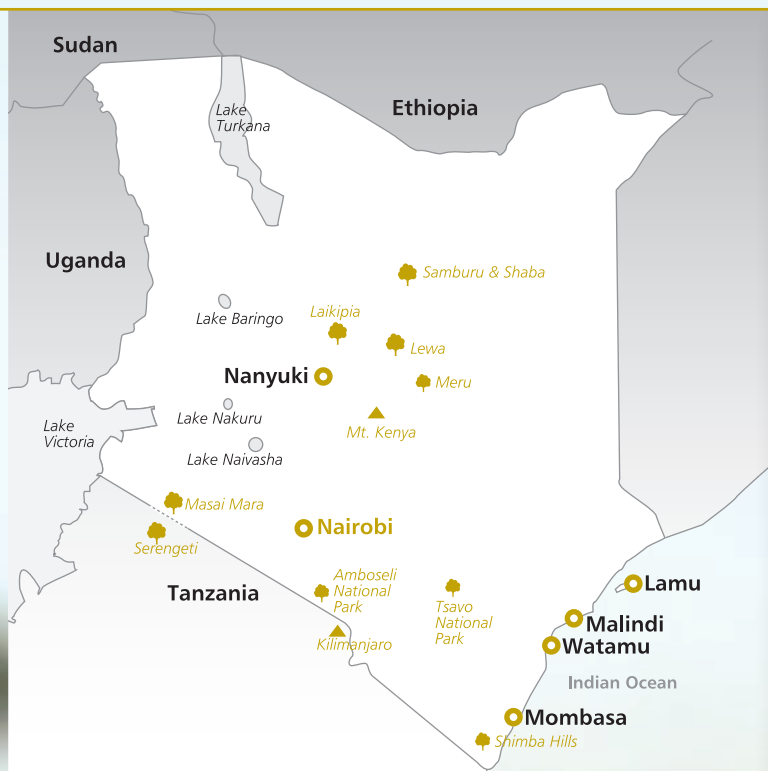 Sudan
Ethiopia
Lake
Turkana
Uganda
Samburu & Shaba
Lake Baringo
Laikipia
Lewa
Nanyuki
Meru
Lake Nakuru
Mt. Kenya
Lake
Victoria
Lake Naivasha
Masai Mara
Nairobi
Serengeti
Tanzania
Amboseli
National
Park
Tsavo
National
Park
Kilimanjaro
Lamu
Malindi
Watamu
Indian Ocean
Mombasa
Shimba Hills